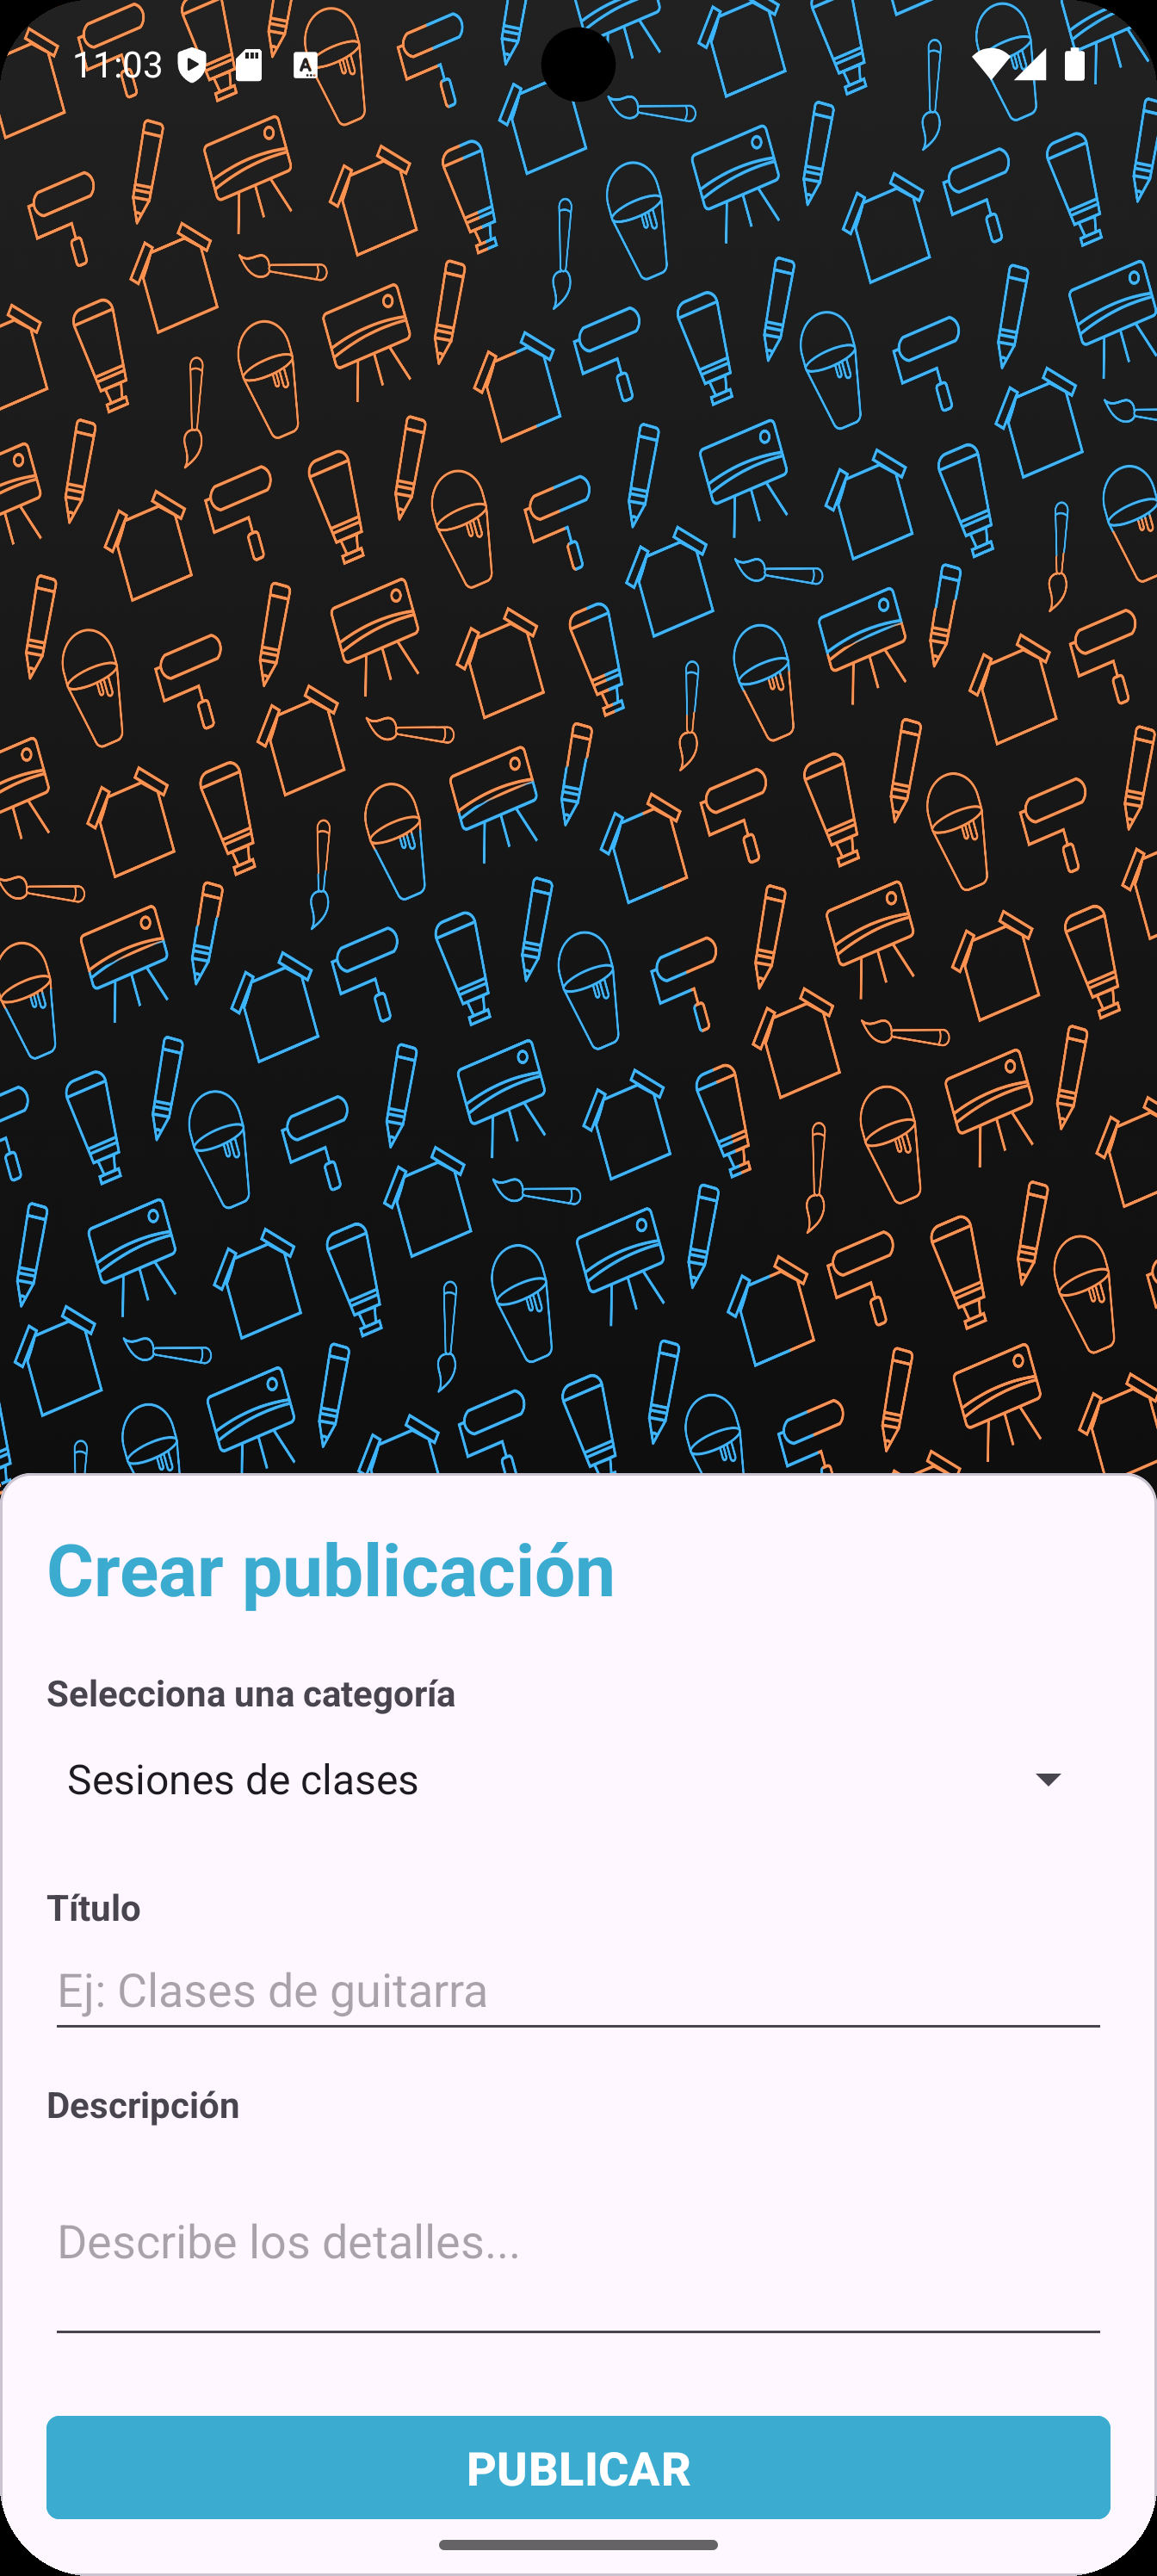 11:03
Crear publicación
Selecciona una categoría
Sesiones de clases
Título
Ej: Clases de guitarra
Descripción
Describe los detalles...
PUBLICAR